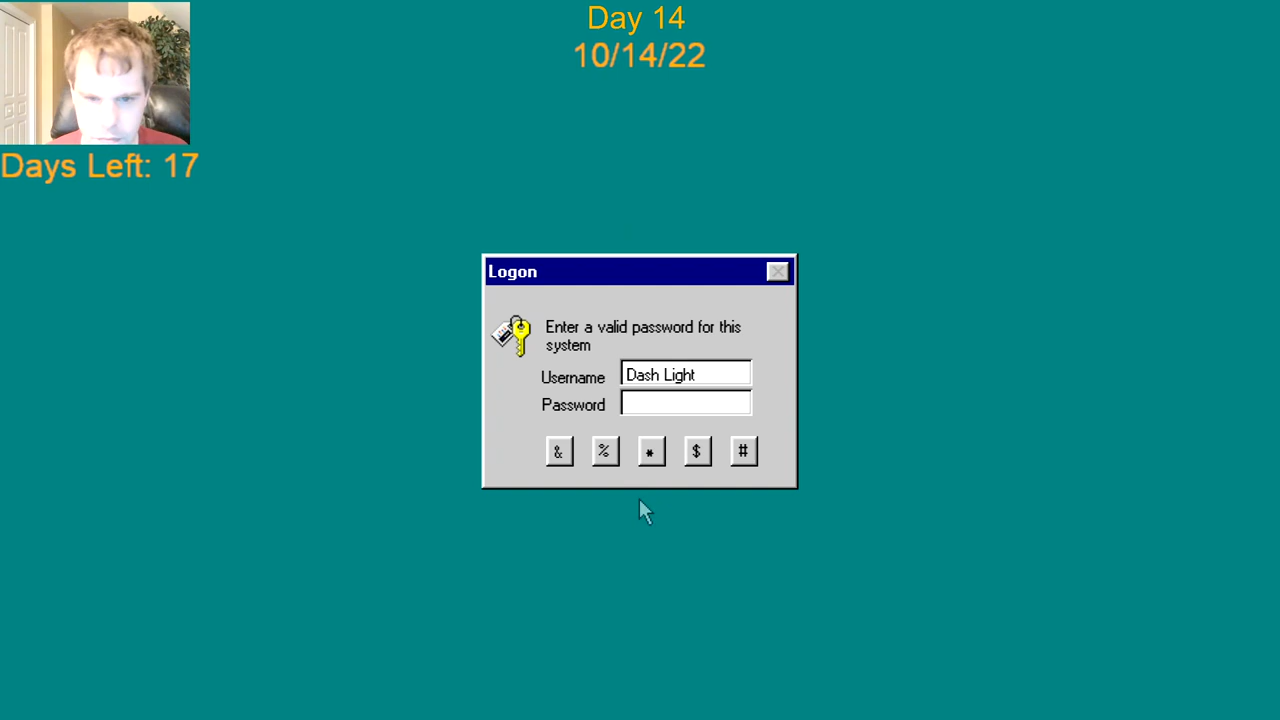 Day 14
10/14/22
Days Left: 17
Logon
Enter a valid password for this
system
Username
Dash Light
Password
& % * $ #